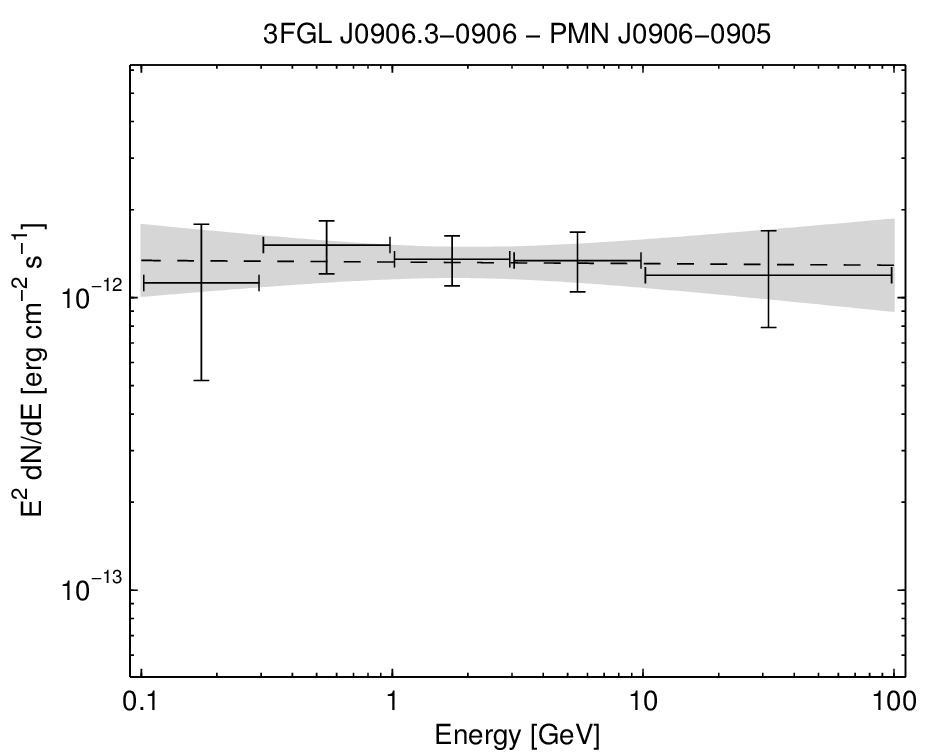 3FGL J0906.3−0906 − PMN J0906−0905
E² dN/dE [erg cm⁻² s⁻¹]
10⁻¹²
10⁻¹³
0.1 1 10 100
Energy [GeV]